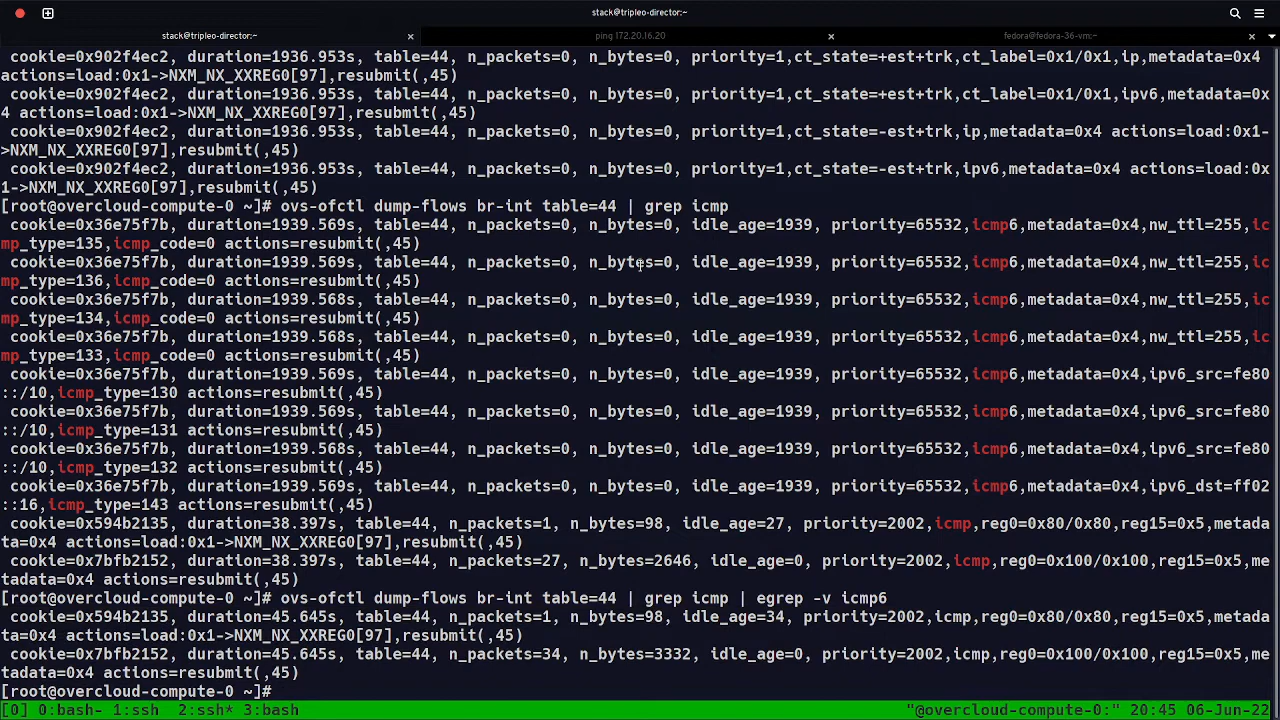 stack@tripleo-director:~
stack@tripleo-director:~
ping 172.20.16.20
fedora@fedora-36-vm:~
cookie=0x902f4ec2, duration=1936.953s, table=44, n_packets=0, n_bytes=0, priority=1,ct_state=+est+trk,ct_label=0x1/0x1,ip,metadata=0x4
actions=load:0x1->NXM_NX_XXREG0[97],resubmit(,45)
cookie=0x902f4ec2, duration=1936.953s, table=44, n_packets=0, n_bytes=0, priority=1,ct_state=+est+trk,ct_label=0x1/0x1,ipv6,metadata=0x
4 actions=load:0x1->NXM_NX_XXREG0[97],resubmit(,45)
cookie=0x902f4ec2, duration=1936.953s, table=44, n_packets=0, n_bytes=0, priority=1,ct_state=-est+trk,ip,metadata=0x4 actions=load:0x1-
>NXM_NX_XXREG0[97],resubmit(,45)
cookie=0x902f4ec2, duration=1936.953s, table=44, n_packets=0, n_bytes=0, priority=1,ct_state=-est+trk,ipv6,metadata=0x4 actions=load:0x
1->NXM_NX_XXREG0[97],resubmit(,45)
[root@overcloud-compute-0 ~]# ovs-ofctl dump-flows br-int table=44 | grep icmp
cookie=0x36e75f7b, duration=1939.569s, table=44, n_packets=0, n_bytes=0, idle_age=1939, priority=65532,icmp6,metadata=0x4,nw_ttl=255,ic
mp_type=135,icmp_code=0 actions=resubmit(,45)
cookie=0x36e75f7b, duration=1939.569s, table=44, n_packets=0, n_bytes=0, idle_age=1939, priority=65532,icmp6,metadata=0x4,nw_ttl=255,ic
mp_type=136,icmp_code=0 actions=resubmit(,45)
cookie=0x36e75f7b, duration=1939.568s, table=44, n_packets=0, n_bytes=0, idle_age=1939, priority=65532,icmp6,metadata=0x4,nw_ttl=255,ic
mp_type=134,icmp_code=0 actions=resubmit(,45)
cookie=0x36e75f7b, duration=1939.568s, table=44, n_packets=0, n_bytes=0, idle_age=1939, priority=65532,icmp6,metadata=0x4,nw_ttl=255,ic
mp_type=133,icmp_code=0 actions=resubmit(,45)
cookie=0x36e75f7b, duration=1939.569s, table=44, n_packets=0, n_bytes=0, idle_age=1939, priority=65532,icmp6,metadata=0x4,ipv6_src=fe80
::/10,icmp_type=130 actions=resubmit(,45)
cookie=0x36e75f7b, duration=1939.569s, table=44, n_packets=0, n_bytes=0, idle_age=1939, priority=65532,icmp6,metadata=0x4,ipv6_src=fe80
::/10,icmp_type=131 actions=resubmit(,45)
cookie=0x36e75f7b, duration=1939.568s, table=44, n_packets=0, n_bytes=0, idle_age=1939, priority=65532,icmp6,metadata=0x4,ipv6_src=fe80
::/10,icmp_type=132 actions=resubmit(,45)
cookie=0x36e75f7b, duration=1939.569s, table=44, n_packets=0, n_bytes=0, idle_age=1939, priority=65532,icmp6,metadata=0x4,ipv6_dst=ff02
::16,icmp_type=143 actions=resubmit(,45)
cookie=0x594b2135, duration=38.397s, table=44, n_packets=1, n_bytes=98, idle_age=27, priority=2002,icmp,reg0=0x80/0x80,reg15=0x5,metada
ta=0x4 actions=load:0x1->NXM_NX_XXREG0[97],resubmit(,45)
cookie=0x7bfb2152, duration=38.397s, table=44, n_packets=27, n_bytes=2646, idle_age=0, priority=2002,icmp,reg0=0x100/0x100,reg15=0x5,me
tadata=0x4 actions=resubmit(,45)
[root@overcloud-compute-0 ~]# ovs-ofctl dump-flows br-int table=44 | grep icmp | egrep -v icmp6
cookie=0x594b2135, duration=45.645s, table=44, n_packets=1, n_bytes=98, idle_age=34, priority=2002,icmp,reg0=0x80/0x80,reg15=0x5,metada
ta=0x4 actions=load:0x1->NXM_NX_XXREG0[97],resubmit(,45)
cookie=0x7bfb2152, duration=45.645s, table=44, n_packets=34, n_bytes=3332, idle_age=0, priority=2002,icmp,reg0=0x100/0x100,reg15=0x5,me
tadata=0x4 actions=resubmit(,45)
[root@overcloud-compute-0 ~]#
[0] 0:bash- 1:ssh  2:ssh* 3:bash "@overcloud-compute-0:" 20:45 06-Jun-22